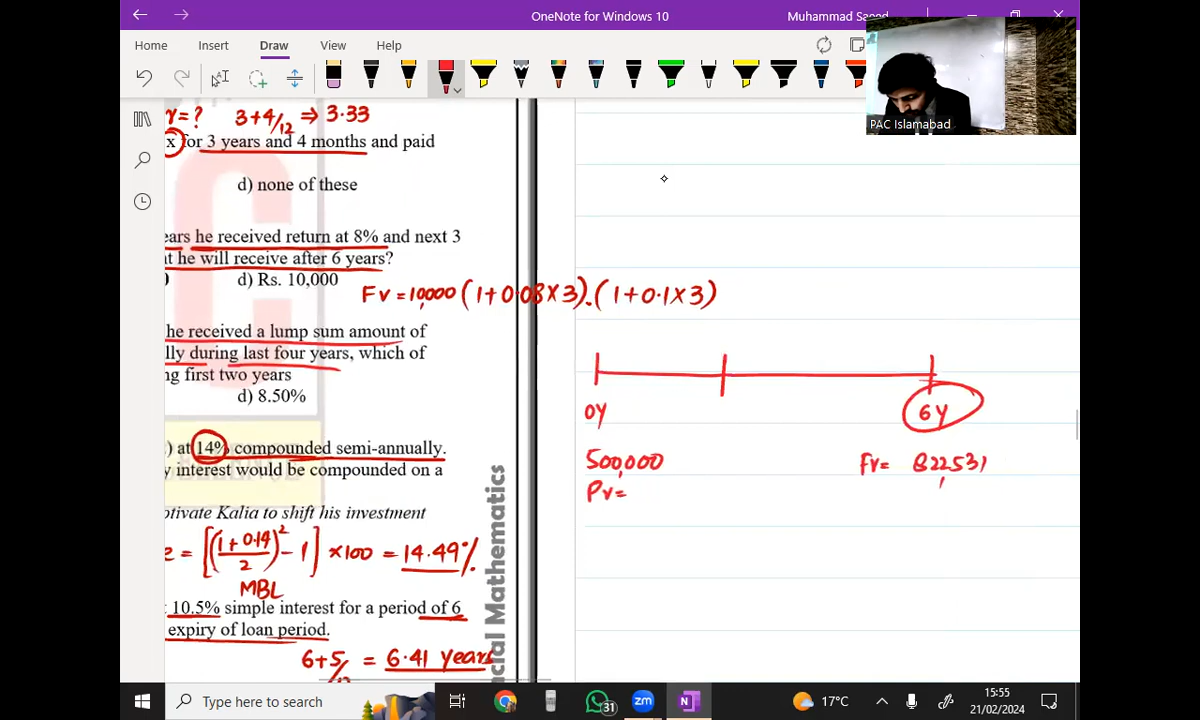 OneNote for Windows 10
Muhammad Saeed
Home Insert Draw View Help
PAC Islamabad
r=? 3+4/12 ⇒ 3.33
x for 3 years and 4 months and paid
d) none of these
ears he received return at 8% and next 3
t he will receive after 6 years?
d) Rs. 10,000
Fv = 10,000 (1+0.08×3).(1+0.1×3)
he received a lump sum amount of
lly during last four years, which of
ng first two years
d) 8.50%
0Y 6Y
500,000 Fv= 822,531
Pv=
) at 14% compounded semi-annually.
y interest would be compounded on a
otivate Kalia to shift his investment
e = [(1+0.14/2)² - 1] ×100 = 14.49%
MBL
t 10.5% simple interest for a period of 6
expiry of loan period.
6+5/12 = 6.41 years
ncial Mathematics
Type here to search
31
17°C
15:55
21/02/2024